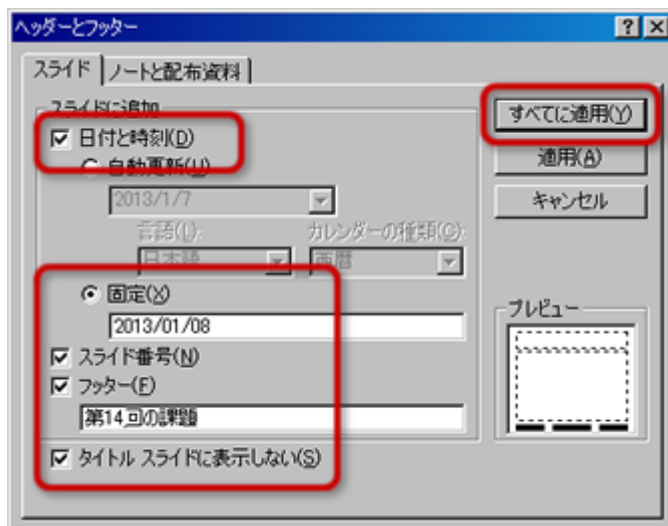 ヘッダーとフッター
スライド
ノートと配布資料
スライドに追加
日付と時刻(D)
自動更新(U)
2013/1/7
言語(L):
カレンダーの種類(C):
日本語
西暦
固定(X)
2013/01/08
スライド番号(N)
フッター(F)
第14回の課題
タイトル スライドに表示しない(S)
すべてに適用(Y)
適用(A)
キャンセル
プレビュー